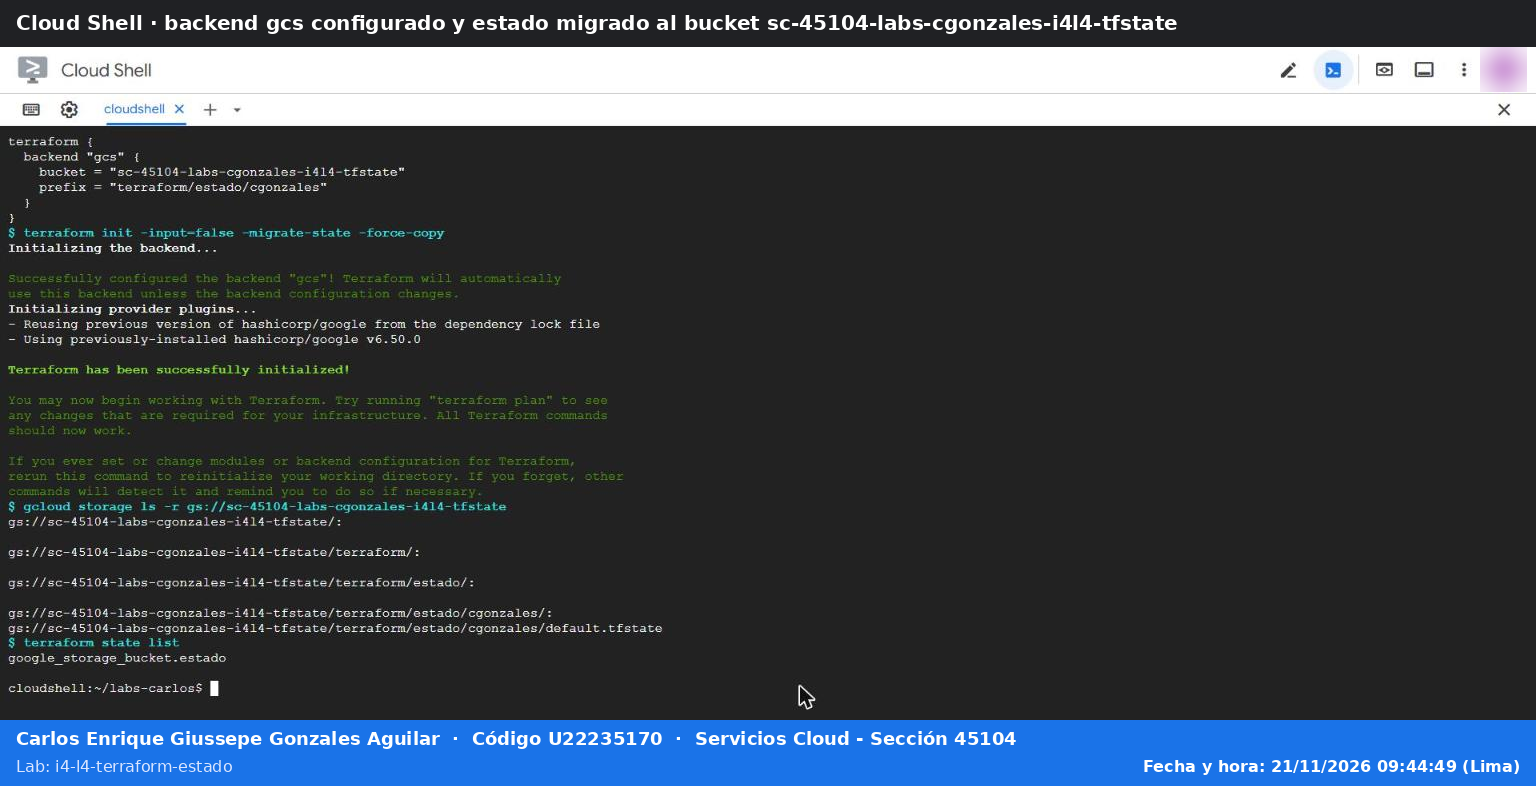 Cloud Shell · backend gcs configurado y estado migrado al bucket sc-45104-labs-cgonzales-i4l4-tfstate
Cloud Shell
cloudshell
terraform {
  backend "gcs" {
    bucket = "sc-45104-labs-cgonzales-i4l4-tfstate"
    prefix = "terraform/estado/cgonzales"
  }
}
$ terraform init -input=false -migrate-state -force-copy
Initializing the backend...
Successfully configured the backend "gcs"! Terraform will automatically
use this backend unless the backend configuration changes.
Initializing provider plugins...
- Reusing previous version of hashicorp/google from the dependency lock file
- Using previously-installed hashicorp/google v6.50.0
Terraform has been successfully initialized!
You may now begin working with Terraform. Try running "terraform plan" to see
any changes that are required for your infrastructure. All Terraform commands
should now work.
If you ever set or change modules or backend configuration for Terraform,
rerun this command to reinitialize your working directory. If you forget, other
commands will detect it and remind you to do so if necessary.
$ gcloud storage ls -r gs://sc-45104-labs-cgonzales-i4l4-tfstate
gs://sc-45104-labs-cgonzales-i4l4-tfstate/:
gs://sc-45104-labs-cgonzales-i4l4-tfstate/terraform/:
gs://sc-45104-labs-cgonzales-i4l4-tfstate/terraform/estado/:
gs://sc-45104-labs-cgonzales-i4l4-tfstate/terraform/estado/cgonzales/:
gs://sc-45104-labs-cgonzales-i4l4-tfstate/terraform/estado/cgonzales/default.tfstate
$ terraform state list
google_storage_bucket.estado
cloudshell:~/labs-carlos$
Carlos Enrique Giussepe Gonzales Aguilar · Código U22235170 · Servicios Cloud - Sección 45104
Lab: i4-l4-terraform-estado
Fecha y hora: 21/11/2026 09:44:49 (Lima)